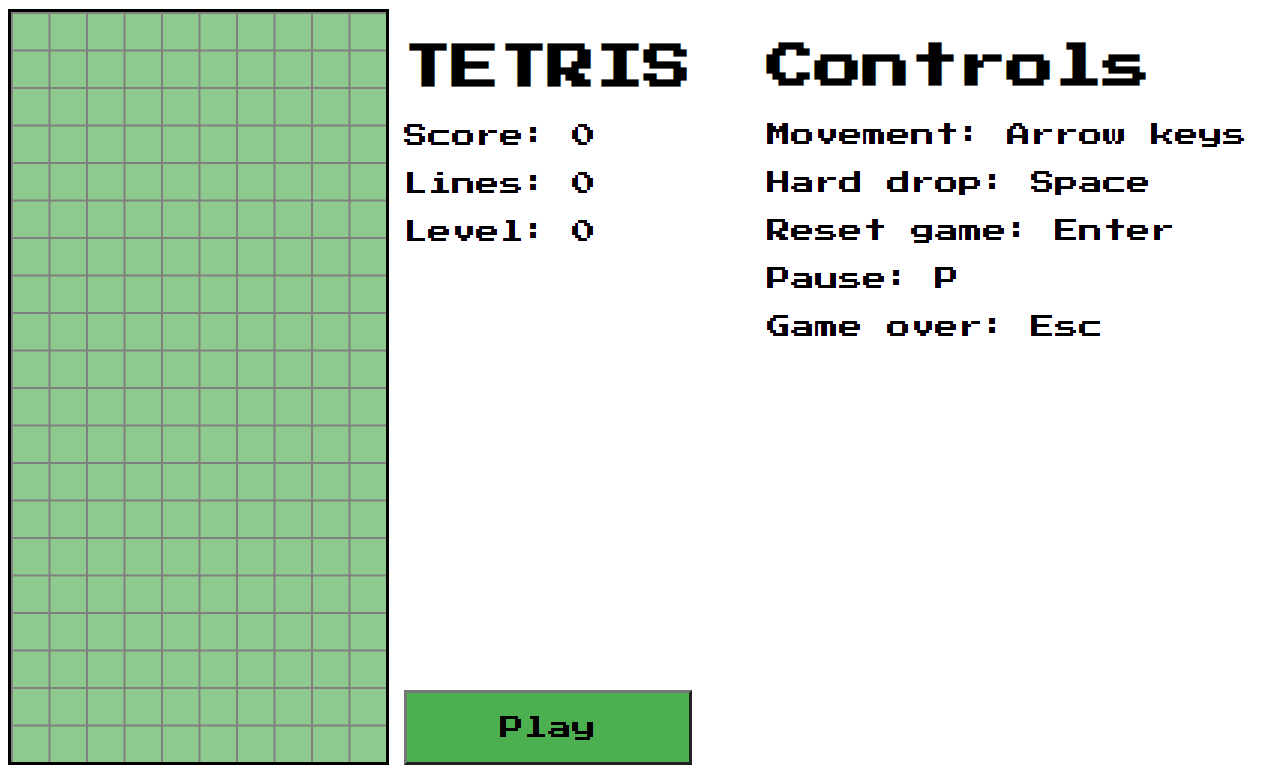 TETRIS
Score: 0
Lines: 0
Level: 0
Play
Controls
Movement: Arrow keys
Hard drop: Space
Reset game: Enter
Pause: P
Game over: Esc